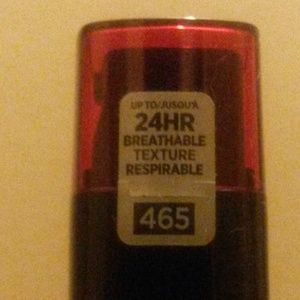 UP TO/JUSQU'À
24HR
BREATHABLE
TEXTURE
RESPIRABLE
465